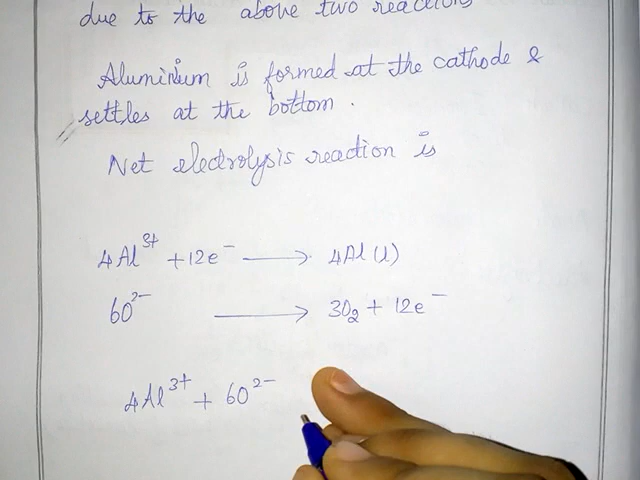 due to the above two reactions
Aluminium is formed at the cathode &
settles at the bottom.
Net electrolysis reaction is
4Al³⁺ + 12e⁻ → 4Al (l)
6O²⁻ → 3O₂ + 12e⁻
4Al³⁺ + 6O²⁻